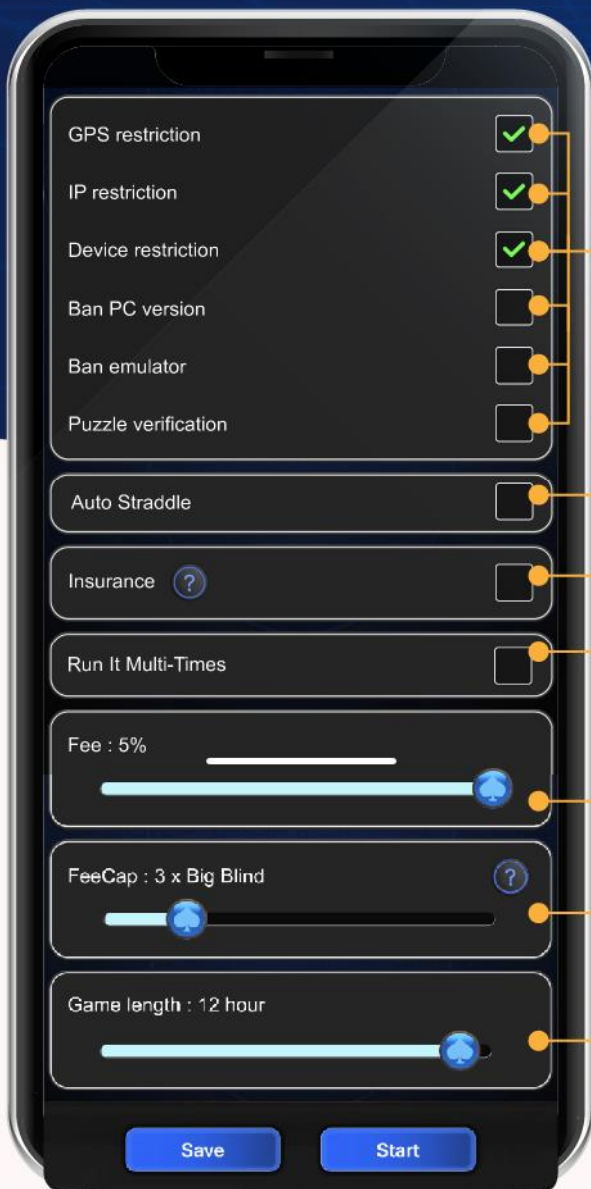 GPS restriction
IP restriction
Device restriction
Ban PC version
Ban emulator
Puzzle verification
Auto Straddle
Insurance ?
Run It Multi-Times
Fee : 5%
FeeCap : 3 x Big Blind ?
Game length : 12 hour
Save Start